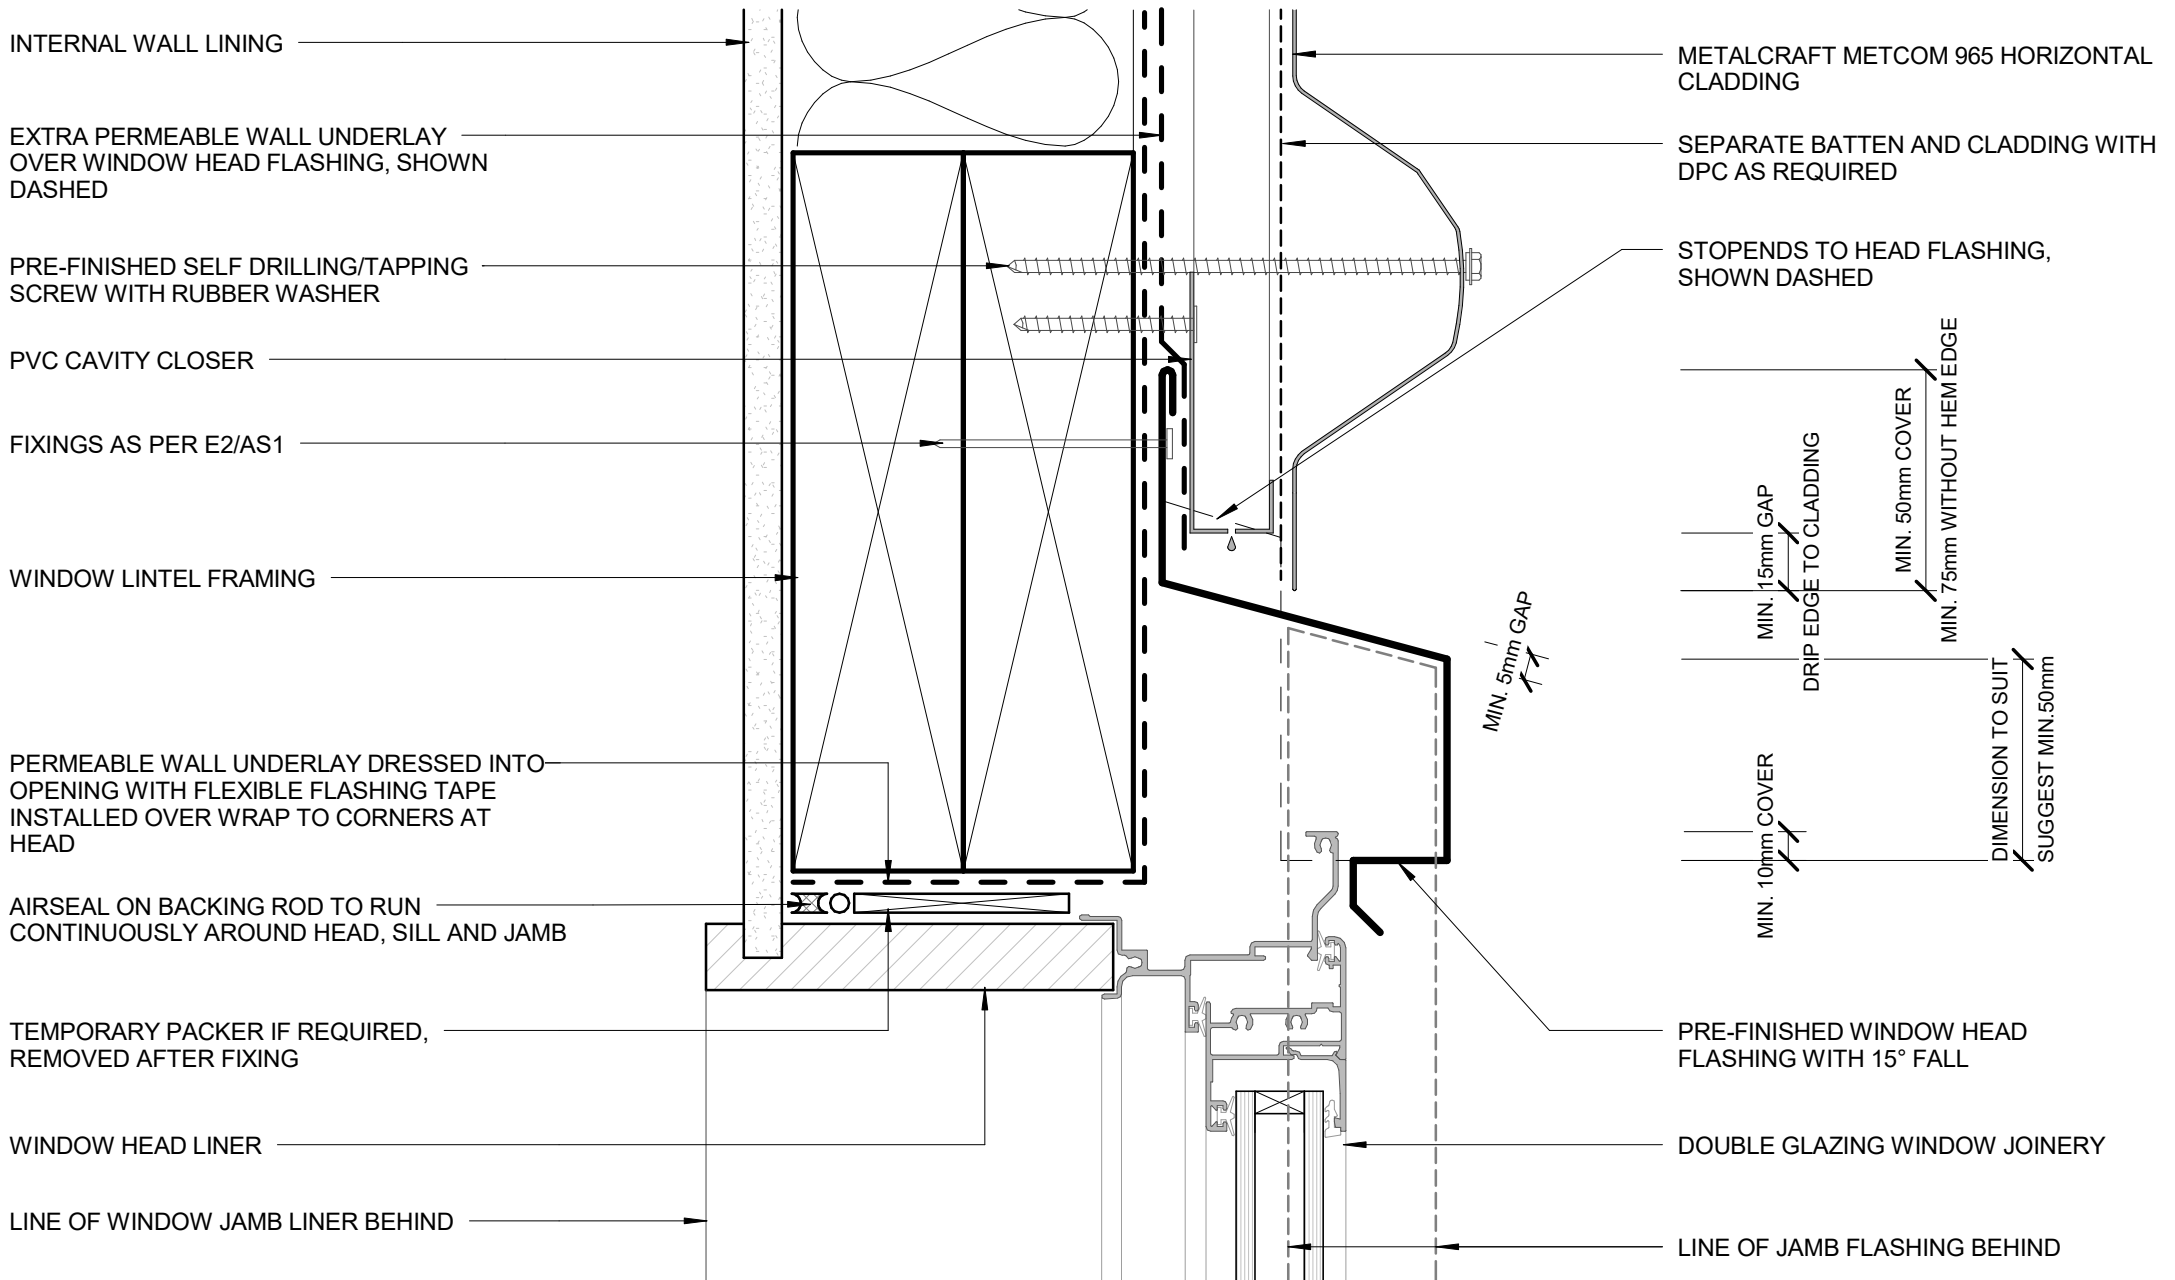 INTERNAL WALL LINING
EXTRA PERMEABLE WALL UNDERLAY
OVER WINDOW HEAD FLASHING, SHOWN
DASHED
PRE-FINISHED SELF DRILLING/TAPPING
SCREW WITH RUBBER WASHER
PVC CAVITY CLOSER
FIXINGS AS PER E2/AS1
WINDOW LINTEL FRAMING
PERMEABLE WALL UNDERLAY DRESSED INTO
OPENING WITH FLEXIBLE FLASHING TAPE
INSTALLED OVER WRAP TO CORNERS AT
HEAD
AIRSEAL ON BACKING ROD TO RUN
CONTINUOUSLY AROUND HEAD, SILL AND JAMB
TEMPORARY PACKER IF REQUIRED,
REMOVED AFTER FIXING
WINDOW HEAD LINER
LINE OF WINDOW JAMB LINER BEHIND
METALCRAFT METCOM 965 HORIZONTAL
CLADDING
SEPARATE BATTEN AND CLADDING WITH
DPC AS REQUIRED
STOPENDS TO HEAD FLASHING,
SHOWN DASHED
MIN. 5mm GAP
MIN. 15mm GAP
DRIP EDGE TO CLADDING
MIN. 50mm COVER
MIN. 75mm WITHOUT HEM EDGE
MIN. 10mm COVER
DIMENSION TO SUIT
SUGGEST MIN.50mm
PRE-FINISHED WINDOW HEAD
FLASHING WITH 15° FALL
DOUBLE GLAZING WINDOW JOINERY
LINE OF JAMB FLASHING BEHIND